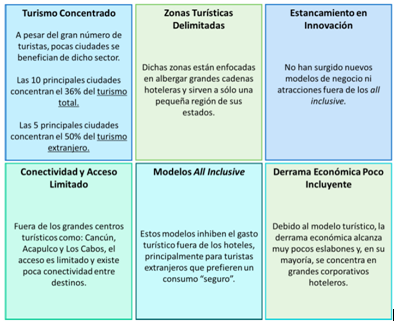 Turismo Concentrado
A pesar del gran número de
turistas, pocas ciudades se
benefician de dicho sector.
Las 10 principales ciudades
concentran el 36% del turismo
total.
Las 5 principales ciudades
concentran el 50% del turismo
extranjero.
Zonas Turísticas
Delimitadas
Dichas zonas están enfocadas
en albergar grandes cadenas
hoteleras y sirven a sólo una
pequeña región de sus
estados.
Estancamiento en
Innovación
No han surgido nuevos
modelos de negocio ni
atracciones fuera de los all
inclusive.
Conectividad y Acceso
Limitado
Fuera de los grandes centros
turísticos como: Cancún,
Acapulco y Los Cabos, el
acceso es limitado y existe
poca conectividad entre
destinos.
Modelos All Inclusive
Estos modelos inhiben el gasto
turístico fuera de los hoteles,
principalmente para turistas
extranjeros que prefieren un
consumo “seguro”.
Derrama Económica Poco
Incluyente
Debido al modelo turístico, la
derrama económica alcanza
muy pocos eslabones y, en su
mayoría, se concentra en
grandes corporativos
hoteleros.